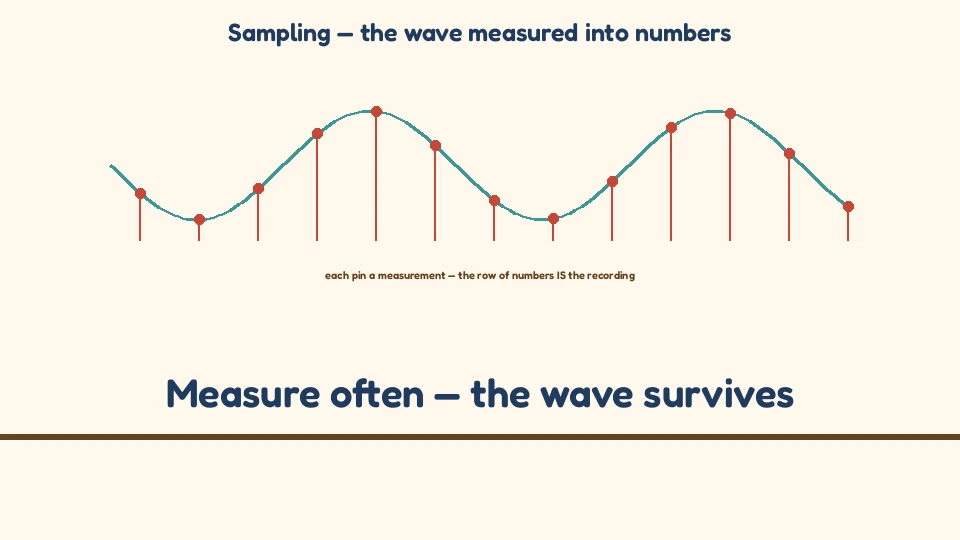 Sampling — the wave measured into numbers
each pin a measurement — the row of numbers IS the recording
Measure often — the wave survives